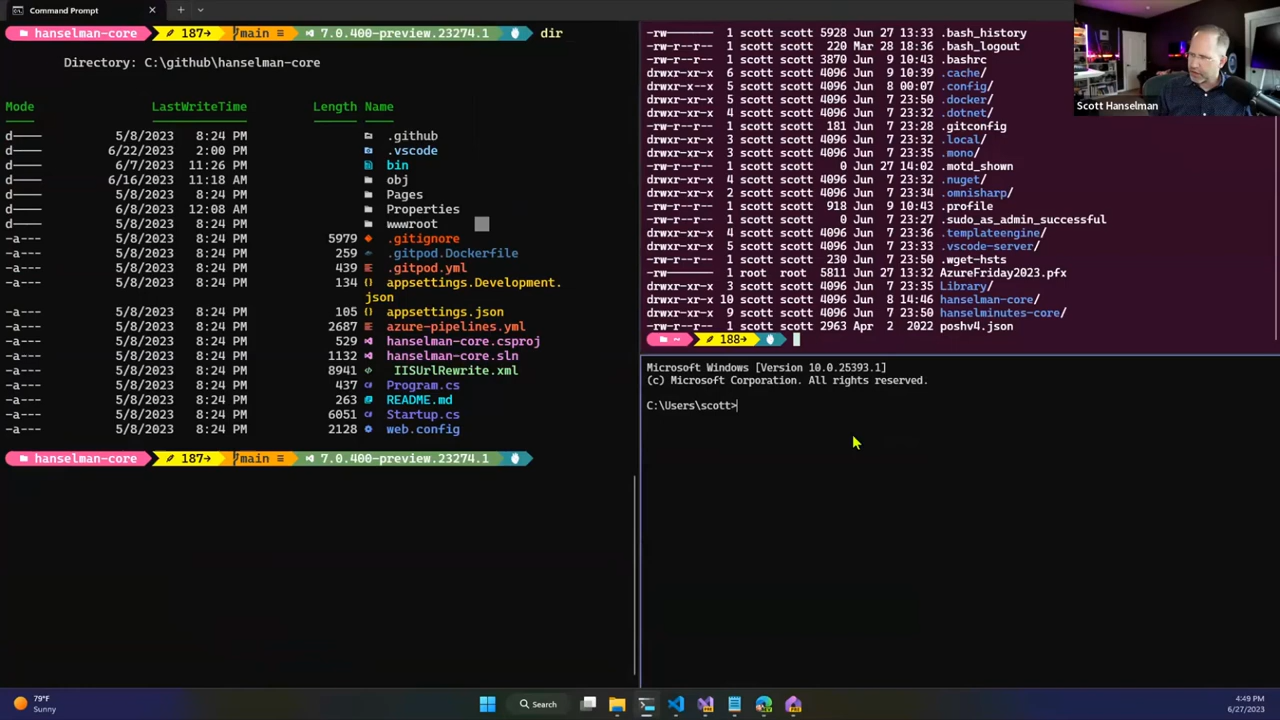 Command Prompt
hanselman-core 187 main ≡ 7.0.400-preview.23274.1 dir
Directory: C:\github\hanselman-core
Mode LastWriteTime Length Name
d---- 5/8/2023 8:24 PM .github
d---- 6/22/2023 2:00 PM .vscode
d---- 6/7/2023 11:26 PM bin
d---- 6/16/2023 11:18 AM obj
d---- 5/8/2023 8:24 PM Pages
d---- 6/8/2023 12:08 AM Properties
d---- 5/8/2023 8:24 PM wwwroot
-a--- 5/8/2023 8:24 PM 5979 .gitignore
-a--- 5/8/2023 8:24 PM 259 .gitpod.Dockerfile
-a--- 5/8/2023 8:24 PM 439 .gitpod.yml
-a--- 5/8/2023 8:24 PM 134 appsettings.Development.
json
-a--- 5/8/2023 8:24 PM 105 appsettings.json
-a--- 5/8/2023 8:24 PM 2687 azure-pipelines.yml
-a--- 5/8/2023 8:24 PM 529 hanselman-core.csproj
-a--- 5/8/2023 8:24 PM 1132 hanselman-core.sln
-a--- 5/8/2023 8:24 PM 8941 IISUrlRewrite.xml
-a--- 5/8/2023 8:24 PM 437 Program.cs
-a--- 5/8/2023 8:24 PM 263 README.md
-a--- 5/8/2023 8:24 PM 6051 Startup.cs
-a--- 5/8/2023 8:24 PM 2128 web.config
hanselman-core 187 main ≡ 7.0.400-preview.23274.1
-rw------- 1 scott scott 5928 Jun 27 13:33 .bash_history
-rw-r--r-- 1 scott scott 220 Mar 28 18:36 .bash_logout
-rw-r--r-- 1 scott scott 3870 Jun 9 10:43 .bashrc
drwxr-xr-x 6 scott scott 4096 Jun 9 10:39 .cache/
drwxr-x--x 5 scott scott 4096 Jun 8 00:07 .config/
drwxr-xr-x 5 scott scott 4096 Jun 7 23:50 .docker/
drwxr-xr-x 4 scott scott 4096 Jun 7 23:32 .dotnet/
-rw-r--r-- 1 scott scott 181 Jun 7 23:28 .gitconfig
drwxr-xr-x 3 scott scott 4096 Jun 7 23:32 .local/
drwxr-xr-x 3 scott scott 4096 Jun 7 23:35 .mono/
-rw-r--r-- 1 scott scott 0 Jun 27 14:02 .motd_shown
drwxr-xr-x 4 scott scott 4096 Jun 7 23:32 .nuget/
drwxr-xr-x 2 scott scott 4096 Jun 7 23:34 .omnisharp/
-rw-r--r-- 1 scott scott 918 Jun 9 10:43 .profile
-rw-r--r-- 1 scott scott 0 Jun 7 23:27 .sudo_as_admin_successful
drwxr-xr-x 4 scott scott 4096 Jun 7 23:36 .templateengine/
drwxr-xr-x 5 scott scott 4096 Jun 7 23:33 .vscode-server/
-rw-r--r-- 1 scott scott 230 Jun 7 23:50 .wget-hsts
-rw------- 1 root root 5811 Jun 27 13:32 AzureFriday2023.pfx
drwxr-xr-x 3 scott scott 4096 Jun 7 23:35 Library/
drwxr-xr-x 10 scott scott 4096 Jun 8 14:46 hanselman-core/
drwxr-xr-x 9 scott scott 4096 Jun 7 23:50 hanselminutes-core/
-rw-r--r-- 1 scott scott 2963 Apr 2 2022 poshv4.json
~ 188
Scott Hanselman
Microsoft Windows [Version 10.0.25393.1]
(c) Microsoft Corporation. All rights reserved.
C:\Users\scott>
79°F
Sunny
Search
4:49 PM
6/27/2023